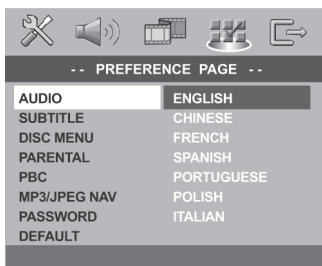 -- PREFERENCE PAGE --
AUDIO ENGLISH
SUBTITLE CHINESE
DISC MENU FRENCH
PARENTAL SPANISH
PBC PORTUGUESE
MP3/JPEG NAV POLISH
PASSWORD ITALIAN
DEFAULT